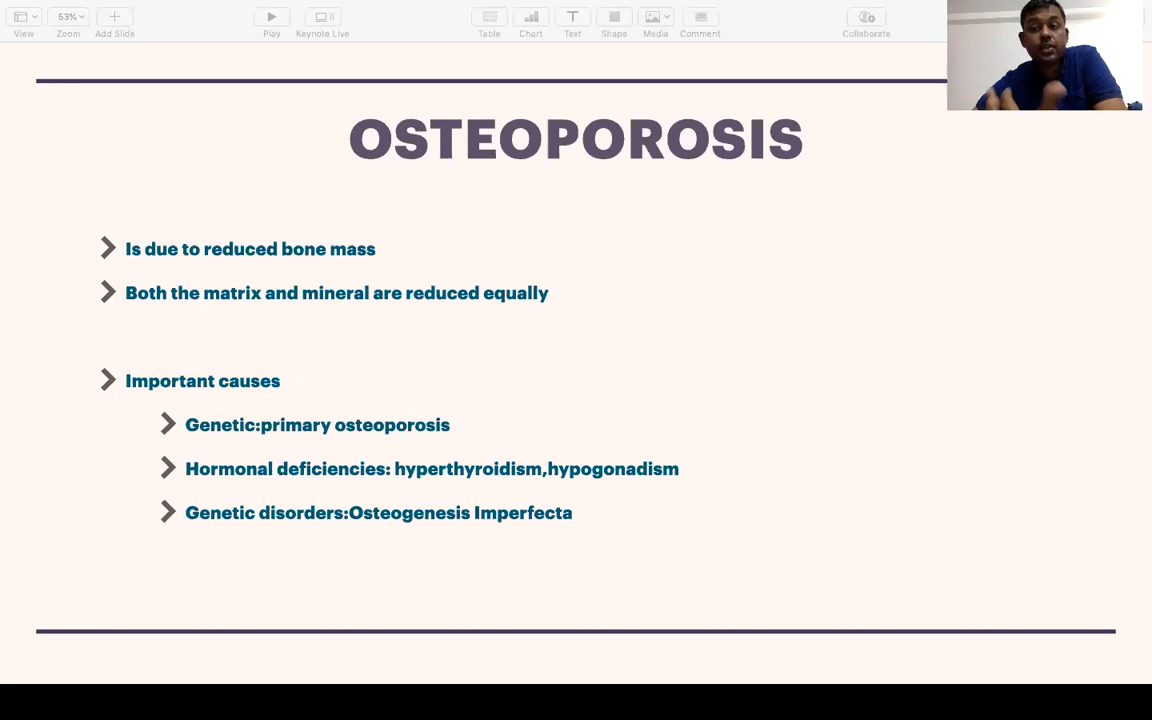 53%
View
Zoom
Add Slide
Play
Keynote Live
Table
Chart
Text
Shape
Media
Comment
Collaborate
OSTEOPOROSIS
Is due to reduced bone mass
Both the matrix and mineral are reduced equally
Important causes
Genetic:primary osteoporosis
Hormonal deficiencies: hyperthyroidism,hypogonadism
Genetic disorders:Osteogenesis Imperfecta